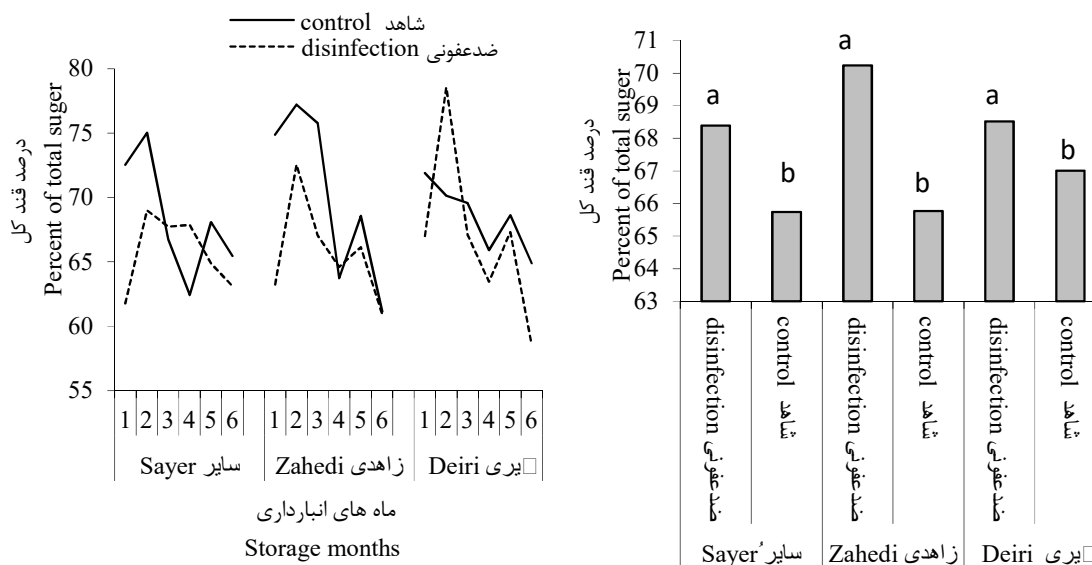 control شاهد
disinfection ضدعفونی
درصد قند کل
Percent of total suger
80
75
70
65
60
55
1 2 3 4 5 6 1 2 3 4 5 6 1 2 3 4 5 6
Sayer سایر Zahedi زاهدی Deiri □یری
ماه های انبارداری
Storage months
درصد قند کل
Percent of total suger
71
70
69
68
67
66
65
64
63
a
b
a
b
a
b
disinfection ضدعفونی
control شاهد
disinfection ضدعفونی
control شاهد
disinfection ضدعفونی
control شاهد
Sayer سایرُ Zahedi زاهدی Deiri □یری